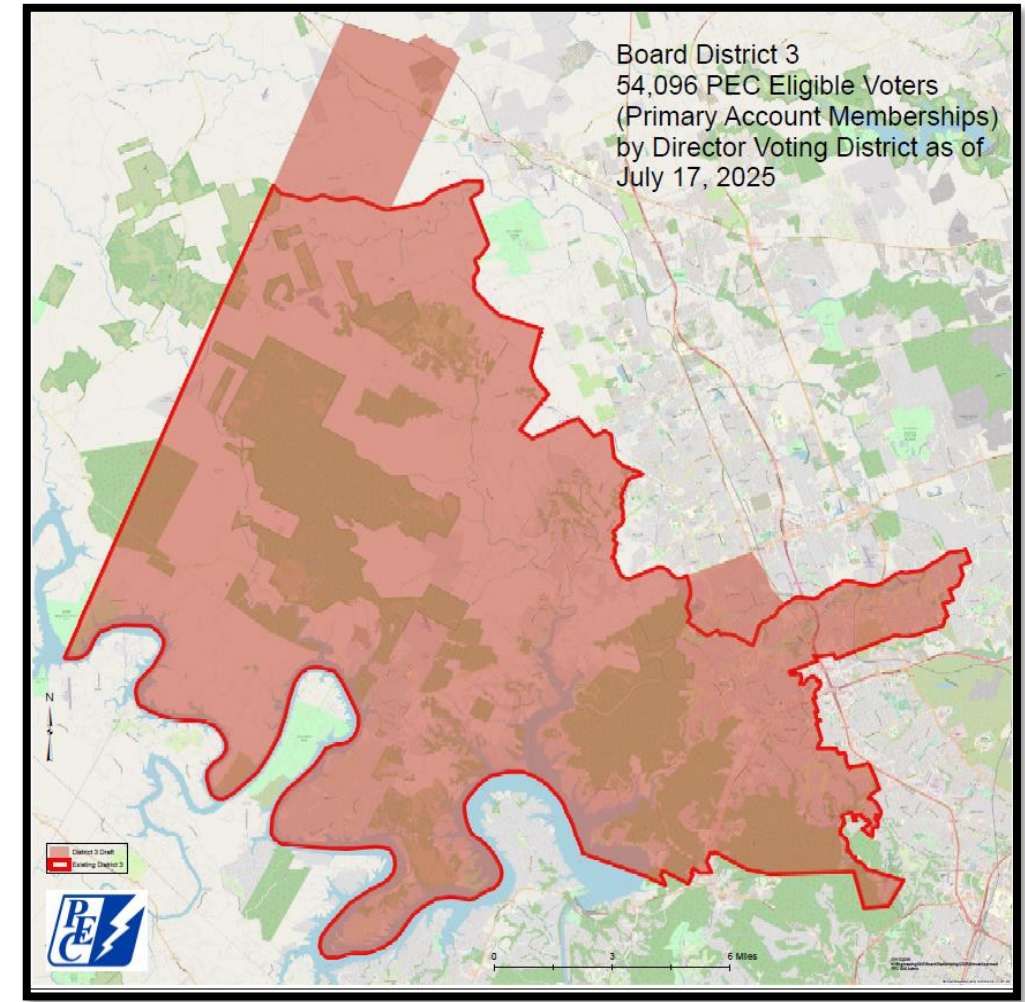 Board District 3
54,096 PEC Eligible Voters
(Primary Account Memberships)
by Director Voting District as of
July 17, 2025
N
District 3 Draft
Existing District 3
PEC
0 3 6 Miles